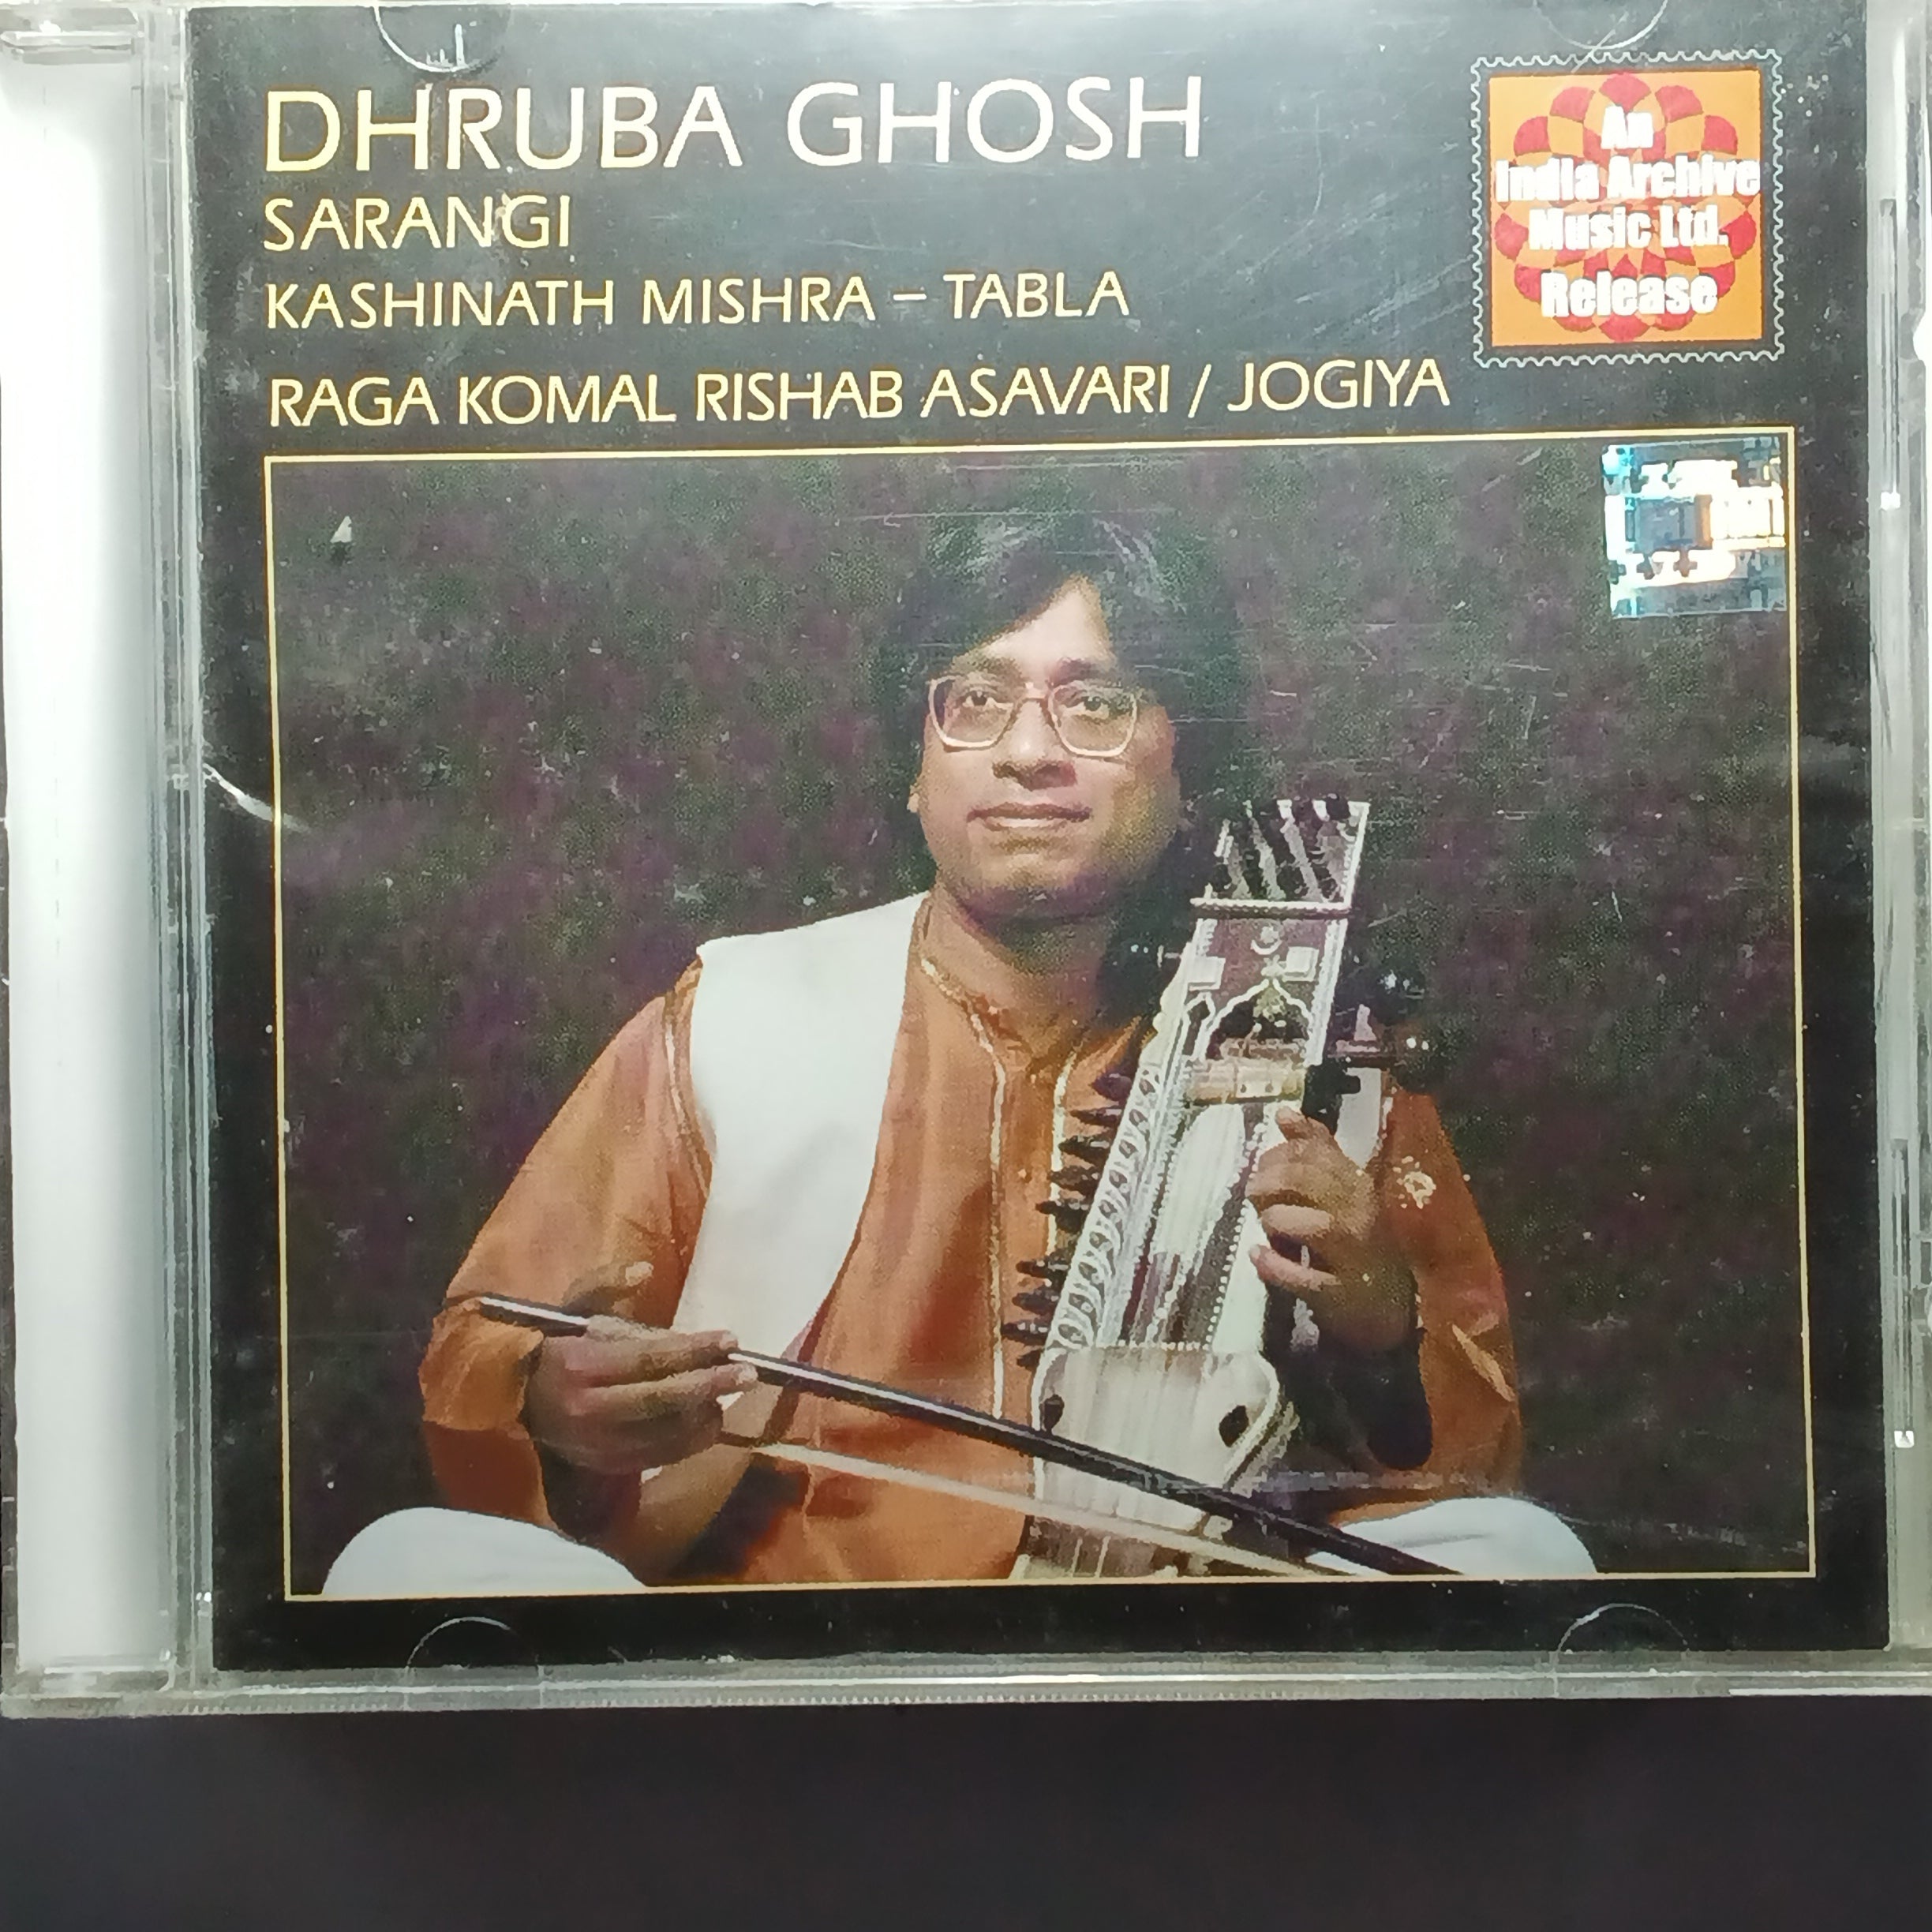 DHRUBA GHOSH
SARANGI
KASHINATH MISHRA – TABLA
RAGA KOMAL RISHAB ASAVARI / JOGIYA
An
India Archive
Music Ltd.
Release